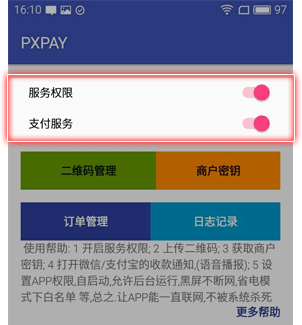 16:10 97
PXPAY
服务权限
支付服务
二维码管理 商户密钥
订单管理 日志记录
使用帮助: 1 开启服务权限; 2 上传二维码; 3 获取商户
密钥; 4 打开微信/支付宝的收款通知,(语音播报); 5 设
置APP权限,自启动,允许后台运行,黑屏不断网,省电模
式下白名单 等,总之.让APP能一直联网,不被系统杀死
更多帮助